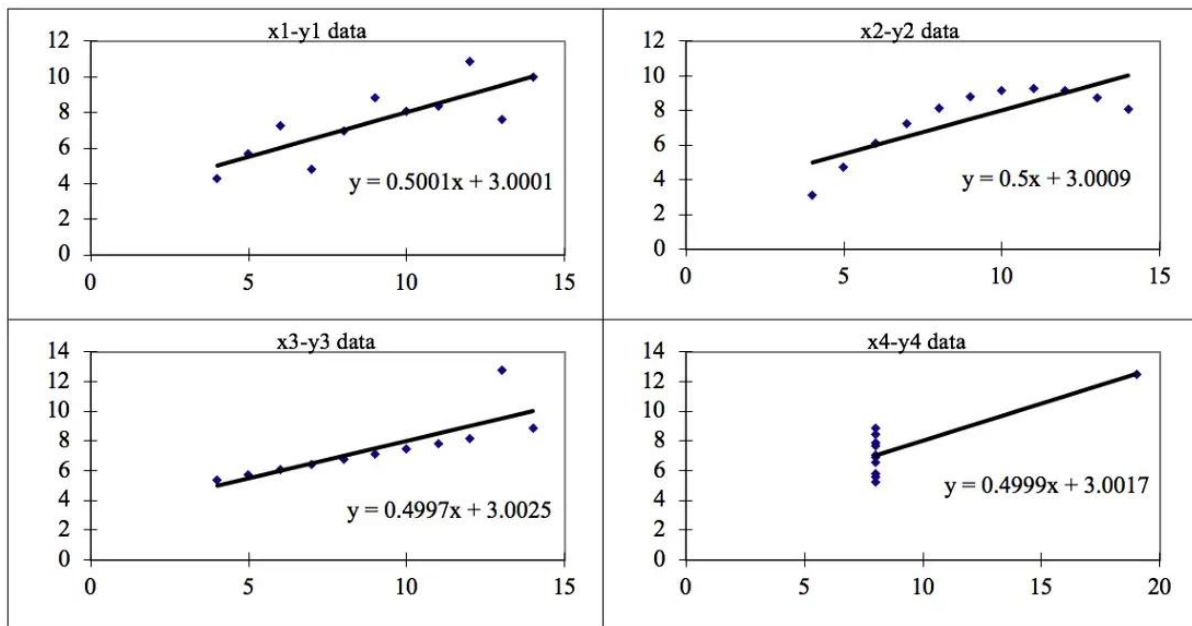 x1-y1 data
12
10
8
6
4
2
0
y = 0.5001x + 3.0001
0 5 10 15
x2-y2 data
12
10
8
6
4
2
0
y = 0.5x + 3.0009
0 5 10 15
x3-y3 data
14
12
10
8
6
4
2
0
y = 0.4997x + 3.0025
0 5 10 15
x4-y4 data
14
12
10
8
6
4
2
0
y = 0.4999x + 3.0017
0 5 10 15 20